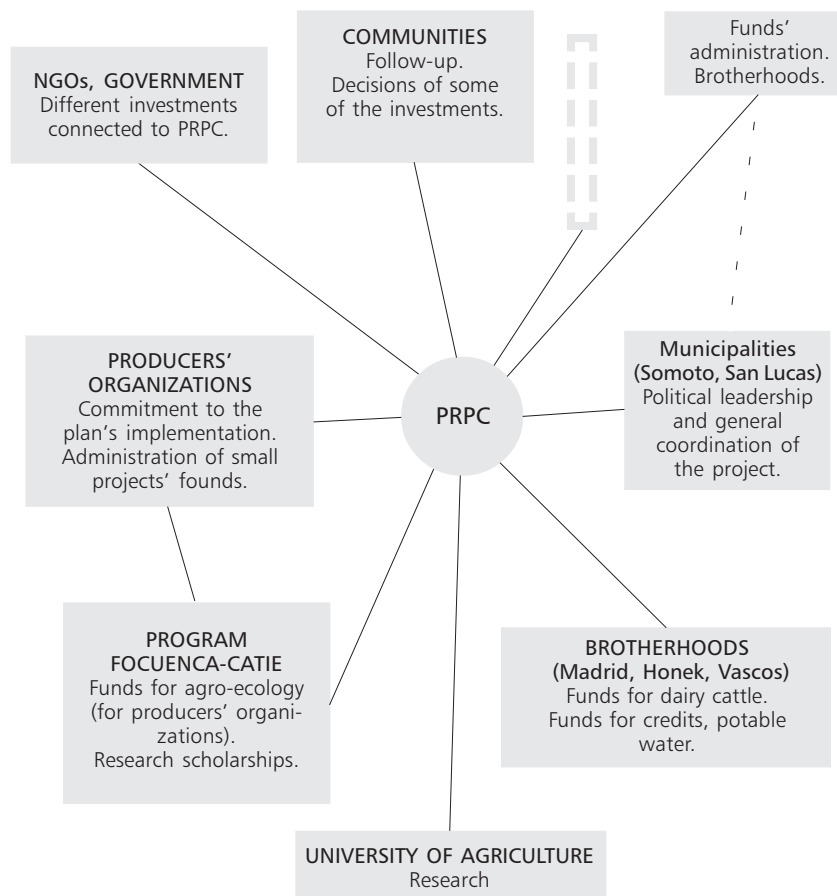 COMMUNITIES
Follow-up.
Decisions of some
of the investments.
Funds'
administration.
Brotherhoods.
NGOs, GOVERNMENT
Different investments
connected to PRPC.
PRODUCERS'
ORGANIZATIONS
Commitment to the
plan's implementation.
Administration of small
projects' founds.
PRPC
Municipalities
(Somoto, San Lucas)
Political leadership
and general
coordination of
the project.
PROGRAM
FOCUENCA-CATIE
Funds for agro-ecology
(for producers' organi-
zations).
Research scholarships.
BROTHERHOODS
(Madrid, Honek, Vascos)
Funds for dairy cattle.
Funds for credits, potable
water.
UNIVERSITY OF AGRICULTURE
Research